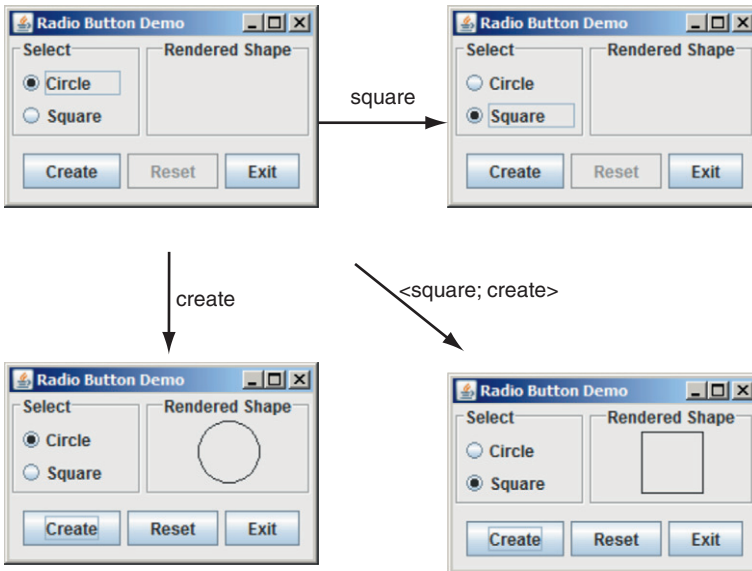 Radio Button Demo
Select
Rendered Shape
Circle
Square
Create
Reset
Exit
square
Radio Button Demo
Select
Rendered Shape
Circle
Square
Create
Reset
Exit
create
<square; create>
Radio Button Demo
Select
Rendered Shape
Circle
Square
Create
Reset
Exit
Radio Button Demo
Select
Rendered Shape
Circle
Square
Create
Reset
Exit